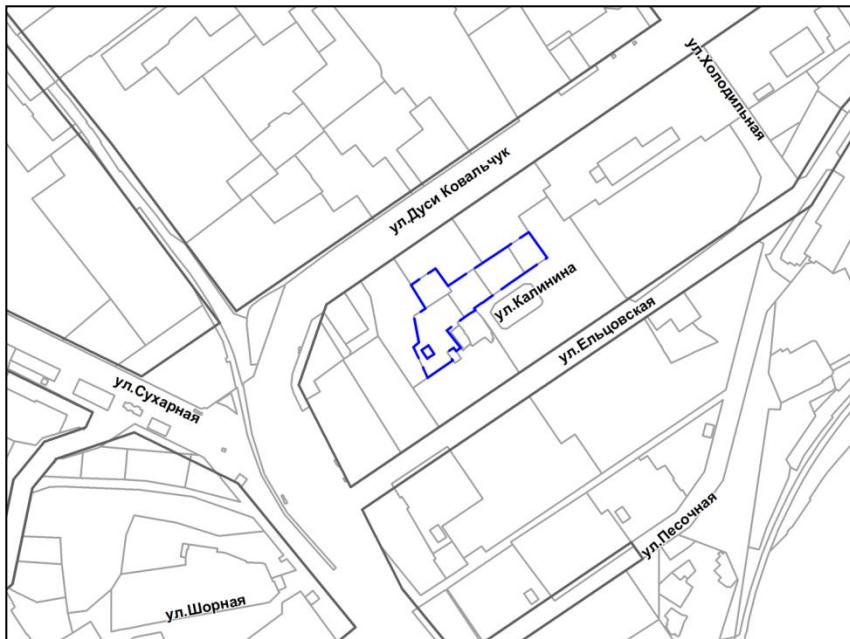 ул.Холодильная
ул.Дуси Ковальчук
ул.Калинина
ул.Ельцовская
ул.Сухарная
ул.Песочная
ул.Шорная